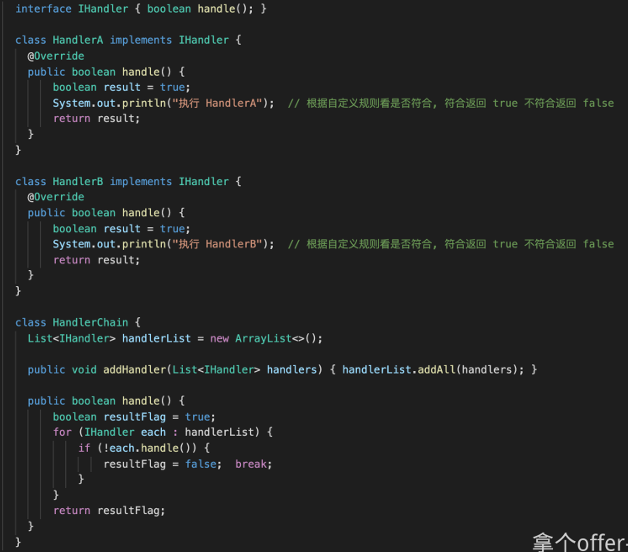 interface IHandler { boolean handle(); }
class HandlerA implements IHandler {
@Override
public boolean handle() {
boolean result = true;
System.out.println("执行 HandlerA");  // 根据自定义规则看是否符合, 符合返回 true 不符合返回 false
return result;
}
}
class HandlerB implements IHandler {
@Override
public boolean handle() {
boolean result = true;
System.out.println("执行 HandlerB");  // 根据自定义规则看是否符合, 符合返回 true 不符合返回 false
return result;
}
}
class HandlerChain {
List<IHandler> handlerList = new ArrayList<>();
public void addHandler(List<IHandler> handlers) { handlerList.addAll(handlers); }
public boolean handle() {
boolean resultFlag = true;
for (IHandler each : handlerList) {
if (!each.handle()) {
resultFlag = false;  break;
}
}
return resultFlag;
}
}
拿个offer-